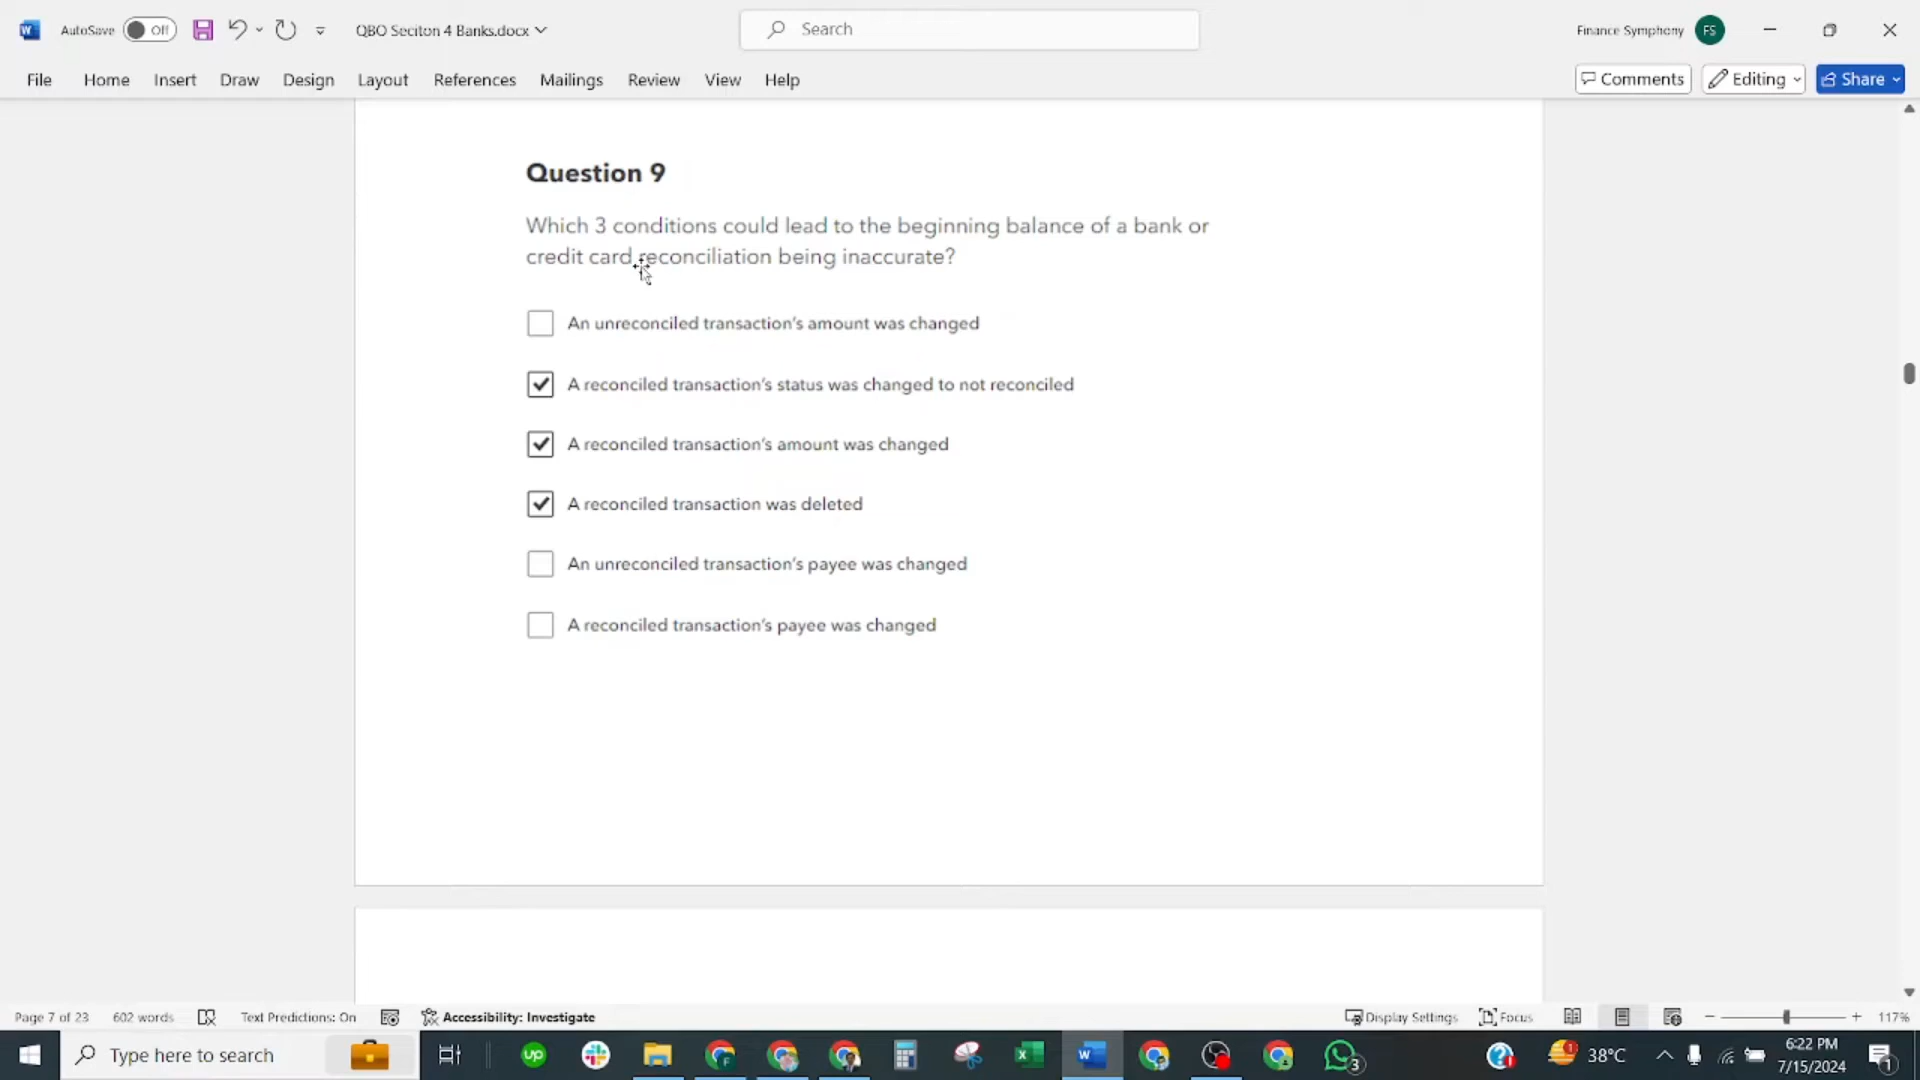 AutoSave
Off
QBO Seciton 4 Banks.docx
Search
Finance Symphony
FS
File
Home
Insert
Draw
Design
Layout
References
Mailings
Review
View
Help
Comments
Editing
Share
Question 9
Which 3 conditions could lead to the beginning balance of a bank or
credit card reconciliation being inaccurate?
An unreconciled transaction's amount was changed
A reconciled transaction's status was changed to not reconciled
A reconciled transaction's amount was changed
A reconciled transaction was deleted
An unreconciled transaction's payee was changed
A reconciled transaction's payee was changed
Page 7 of 23
602 words
Text Predictions: On
Accessibility: Investigate
Display Settings
Focus
117%
Type here to search
up
3
38°C
6:22 PM
7/15/2024
1